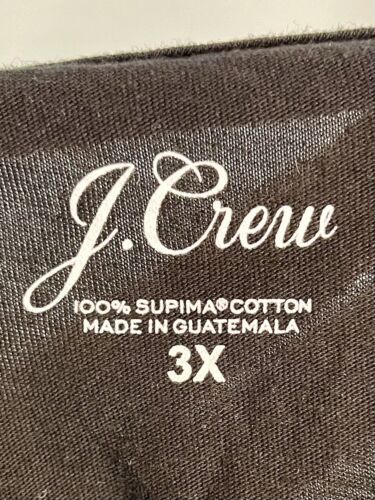 J.Crew
100% SUPIMA® COTTON
MADE IN GUATEMALA
3X